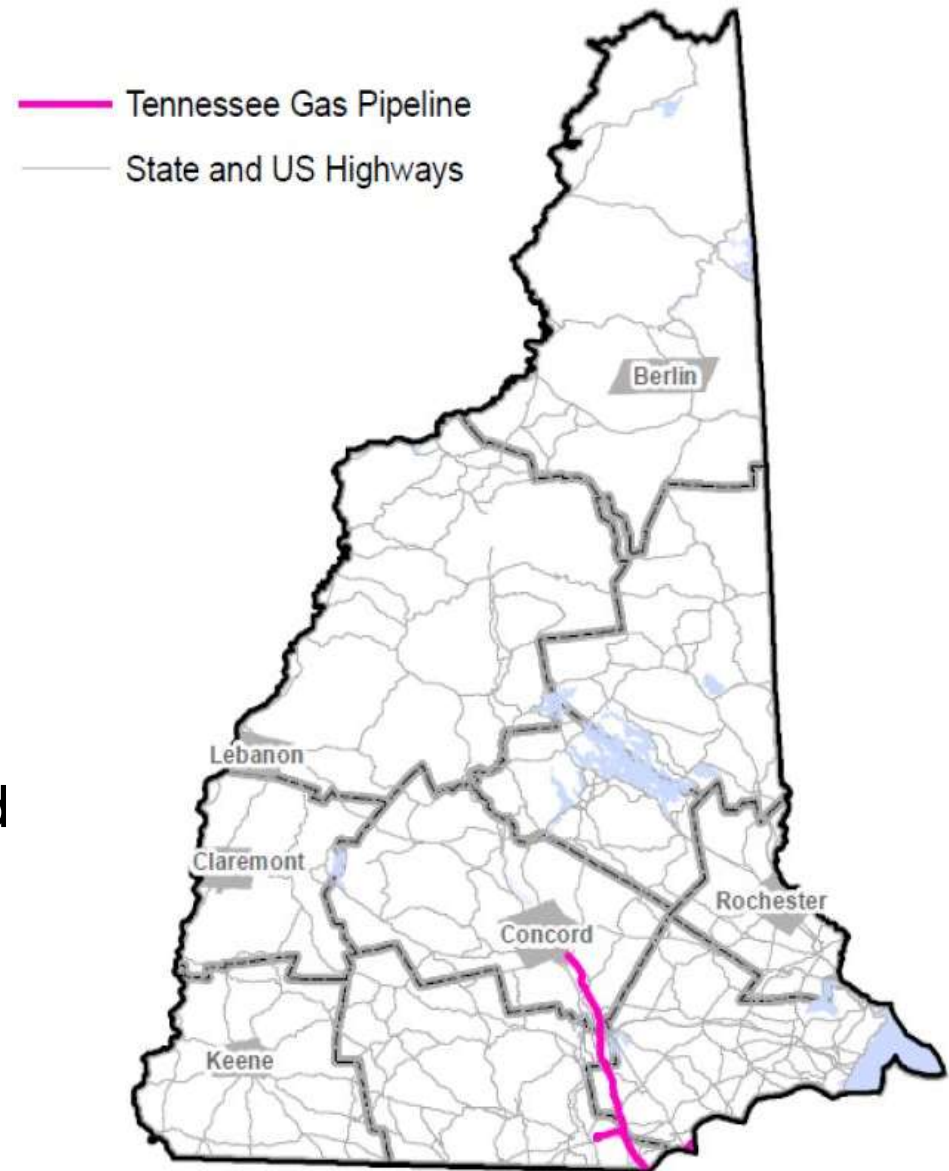 Tennessee Gas Pipeline
State and US Highways
Berlin
Lebanon
d
Claremont
Rochester
Concord
Keene